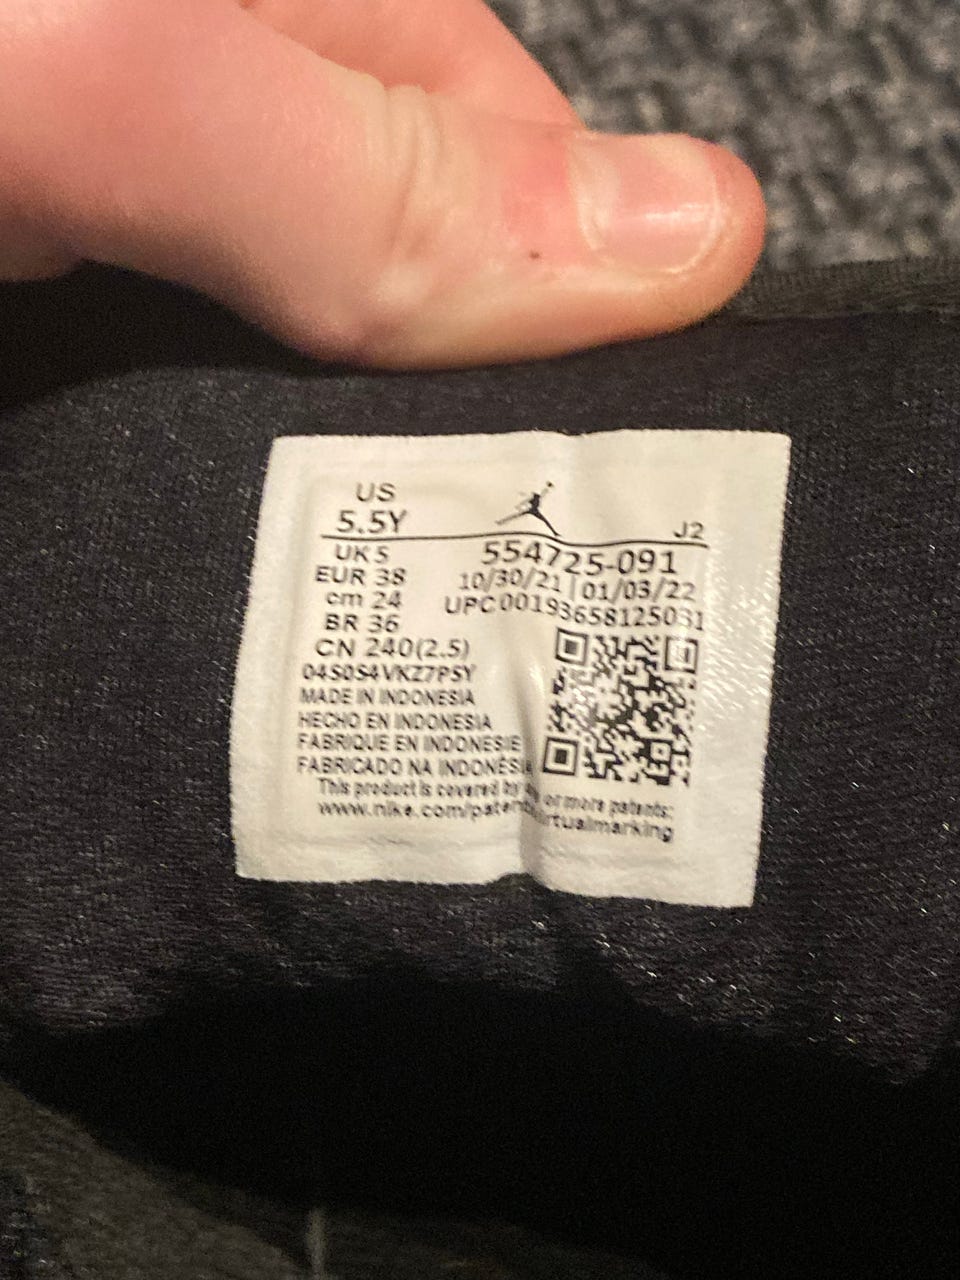 US
5.5Y
J2
UK 5
EUR 38
cm 24
BR 36
CN 240(2.5)
554725-091
10/30/21 | 01/03/22
UPC 00193658125031
04S0S4VKZ7PSY
MADE IN INDONESIA
HECHO EN INDONESIA
FABRIQUE EN INDONESIE
FABRICADO NA INDONÉSIA
This product is covered by or more patents:
www.nike.com/patent